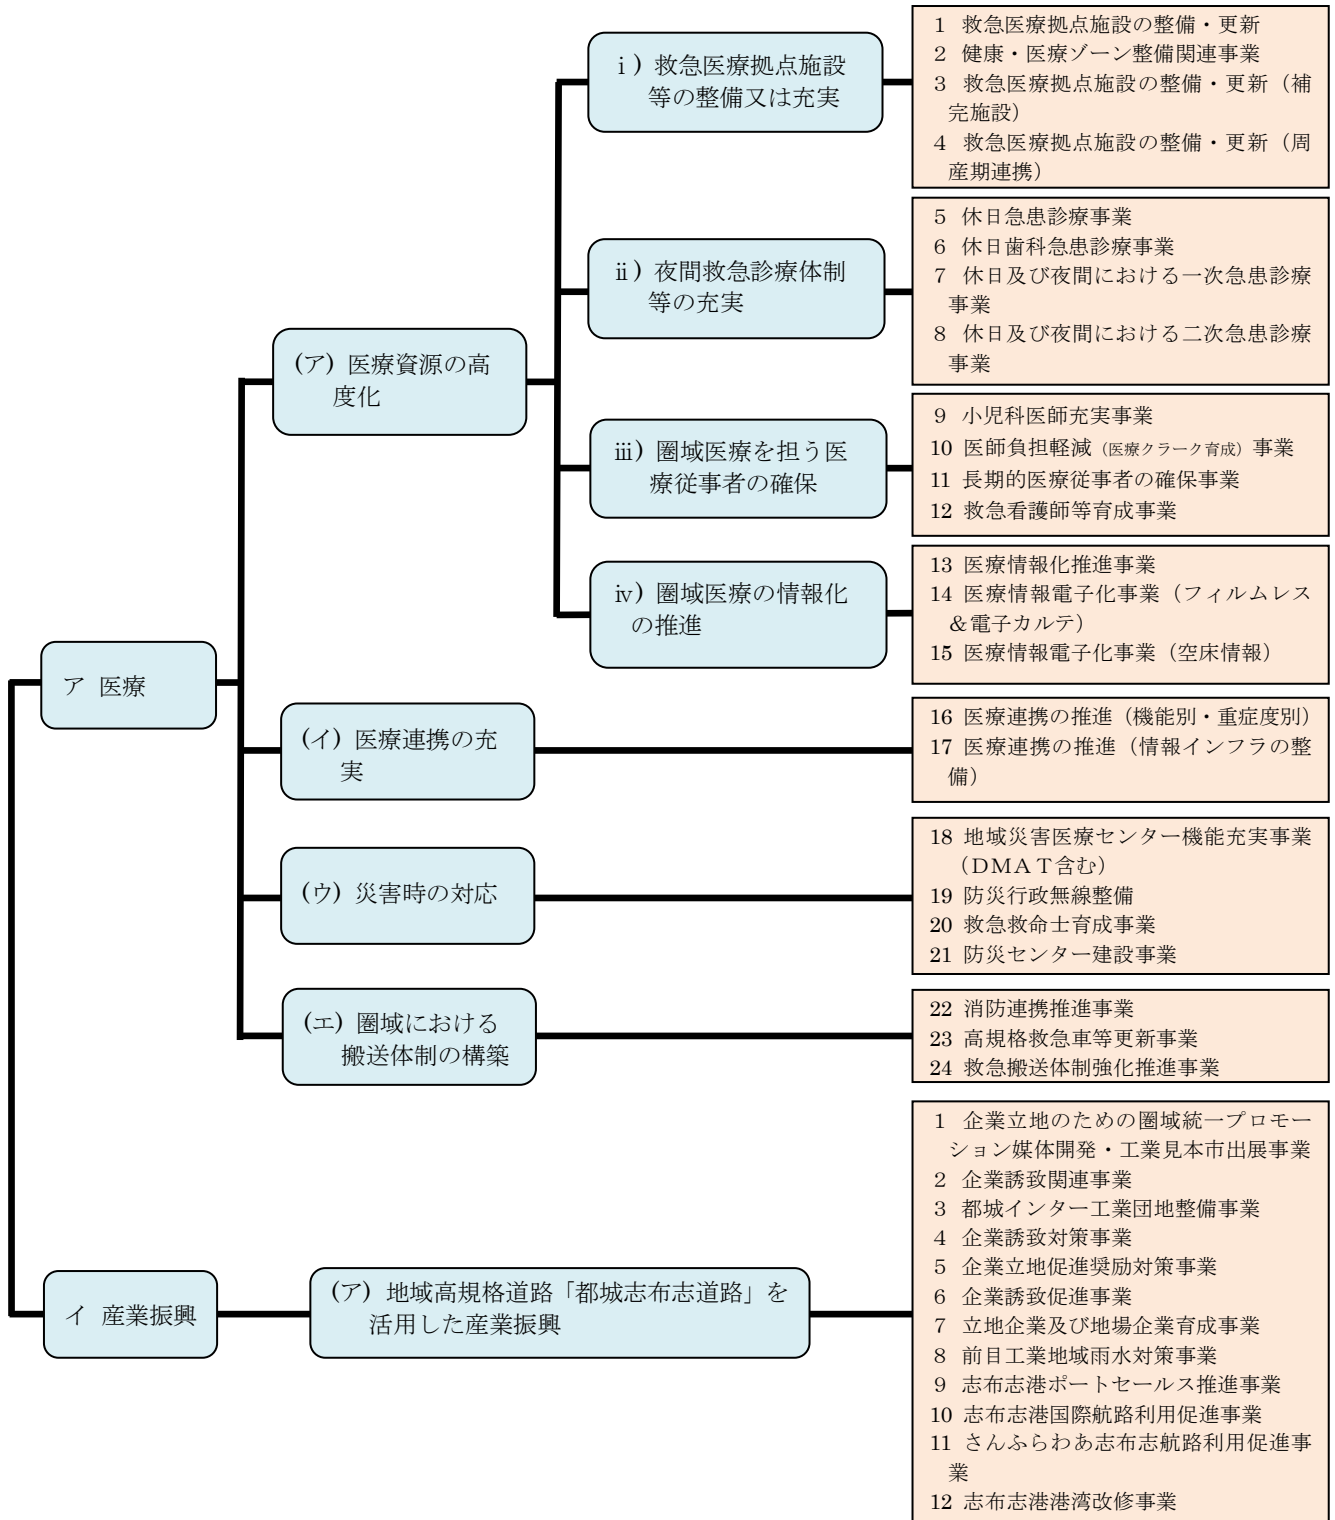 ア 医療
(ア) 医療資源の高
度化
ⅰ) 救急医療拠点施設
等の整備又は充実
1 救急医療拠点施設の整備・更新
2 健康・医療ゾーン整備関連事業
3 救急医療拠点施設の整備・更新（補
完施設）
4 救急医療拠点施設の整備・更新（周
産期連携）
ⅱ) 夜間救急診療体制
等の充実
5 休日急患診療事業
6 休日歯科急患診療事業
7 休日及び夜間における一次急患診療
事業
8 休日及び夜間における二次急患診療
事業
ⅲ) 圏域医療を担う医
療従事者の確保
9 小児科医師充実事業
10 医師負担軽減（医療クラーク育成）事業
11 長期的医療従事者の確保事業
12 救急看護師等育成事業
ⅳ) 圏域医療の情報化
の推進
13 医療情報化推進事業
14 医療情報電子化事業（フィルムレス
＆電子カルテ）
15 医療情報電子化事業（空床情報）
(イ) 医療連携の充
実
16 医療連携の推進（機能別・重症度別）
17 医療連携の推進（情報インフラの整
備）
(ウ) 災害時の対応
18 地域災害医療センター機能充実事業
（DMAT含む）
19 防災行政無線整備
20 救急救命士育成事業
21 防災センター建設事業
(エ) 圏域における
搬送体制の構築
22 消防連携推進事業
23 高規格救急車等更新事業
24 救急搬送体制強化推進事業
イ 産業振興
(ア) 地域高規格道路「都城志布志道路」を
活用した産業振興
1 企業立地のための圏域統一プロモー
ション媒体開発・工業見本市出展事業
2 企業誘致関連事業
3 都城インター工業団地整備事業
4 企業誘致対策事業
5 企業立地促進奨励対策事業
6 企業誘致促進事業
7 立地企業及び地場企業育成事業
8 前目工業地域雨水対策事業
9 志布志港ポートセールス推進事業
10 志布志港国際航路利用促進事業
11 さんふらわあ志布志航路利用促進事
業
12 志布志港港湾改修事業